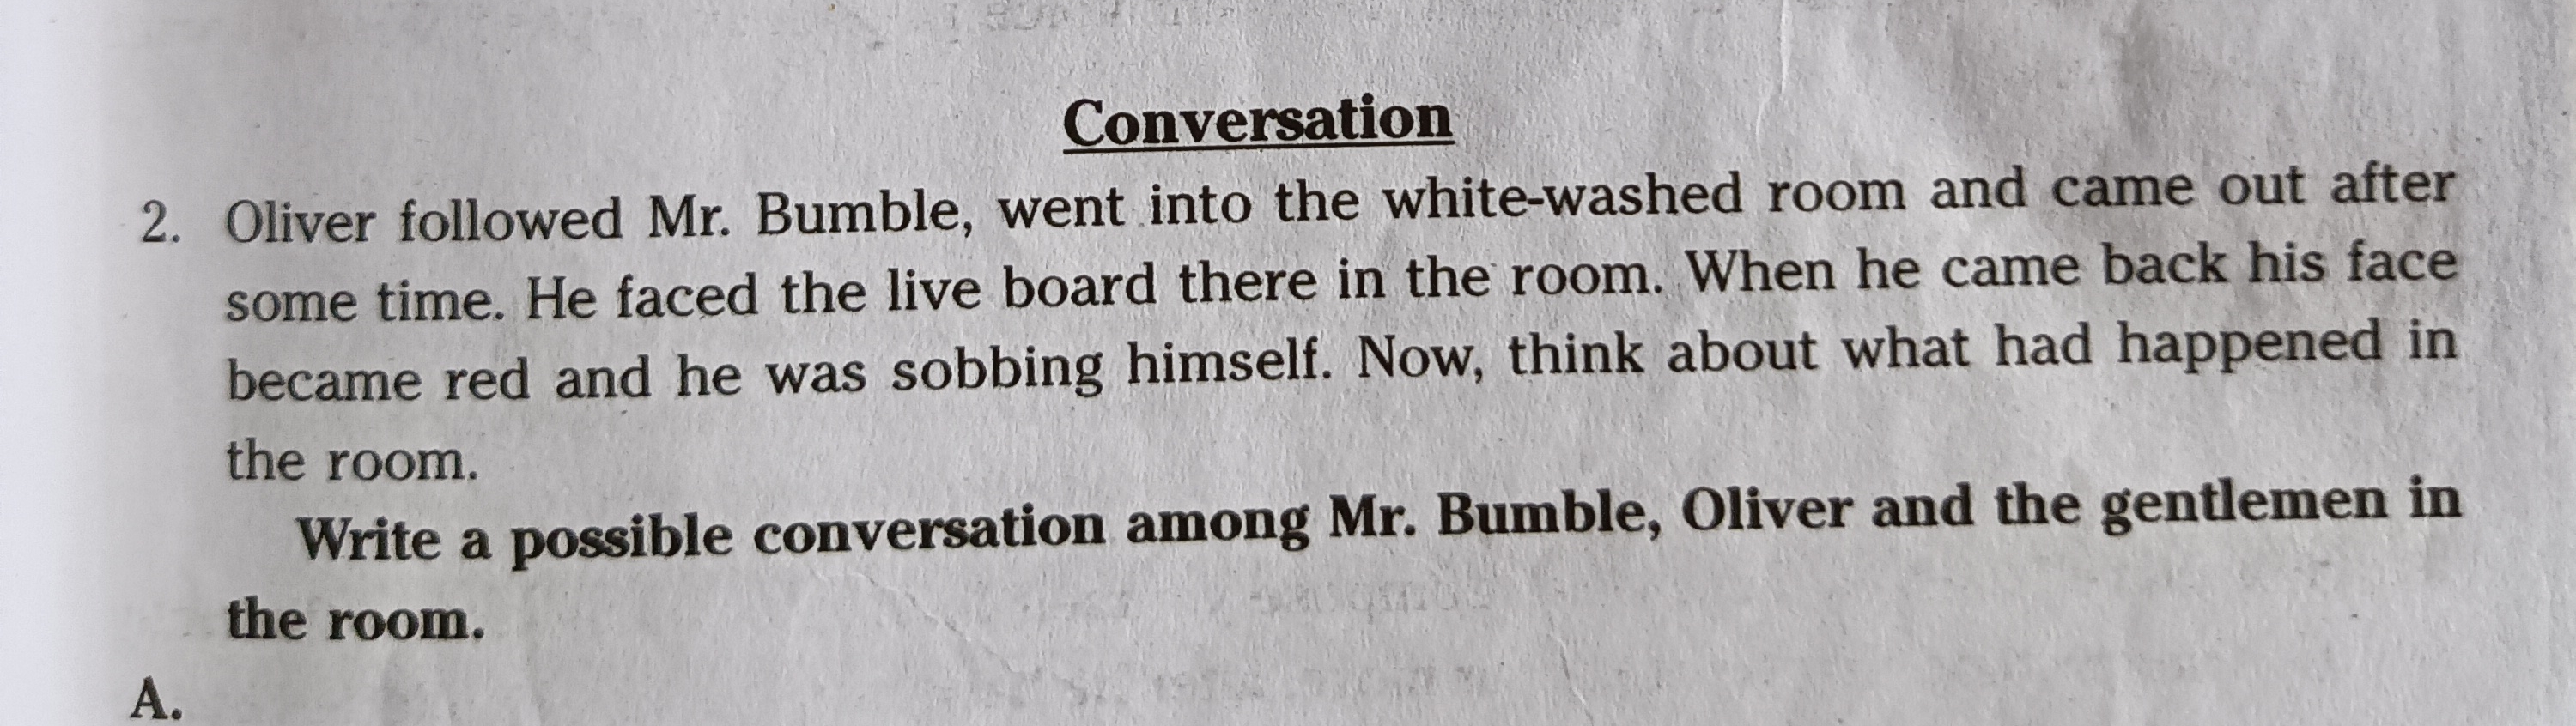 Conversation
2. Oliver followed Mr. Bumble, went into the white-washed room and came out after
some time. He faced the live board there in the room. When he came back his face
became red and he was sobbing himself. Now, think about what had happened in
the room.
Write a possible conversation among Mr. Bumble, Oliver and the gentlemen in
the room.
A.